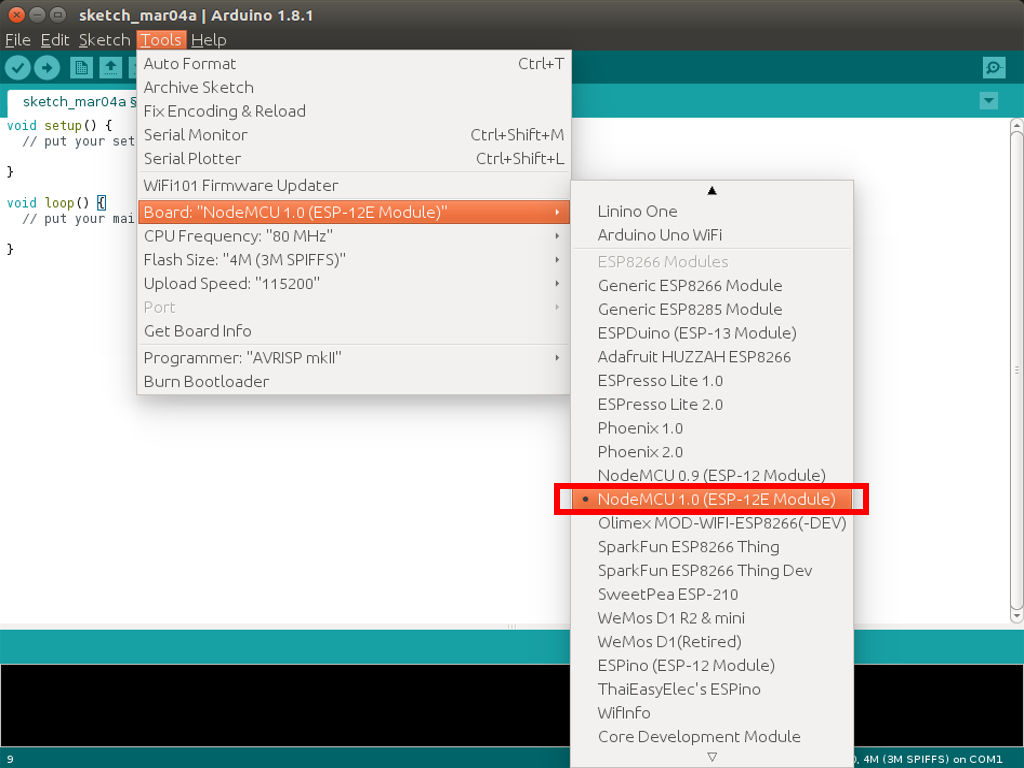 sketch_mar04a | Arduino 1.8.1
File Edit Sketch Tools Help
sketch_mar04a §
void setup() {
// put your set
}
void loop() {
// put your mai
}
Auto Format Ctrl+T
Archive Sketch
Fix Encoding & Reload
Serial Monitor Ctrl+Shift+M
Serial Plotter Ctrl+Shift+L
WiFi101 Firmware Updater
Board: "NodeMCU 1.0 (ESP-12E Module)"
CPU Frequency: "80 MHz"
Flash Size: "4M (3M SPIFFS)"
Upload Speed: "115200"
Port
Get Board Info
Programmer: "AVRISP mkII"
Burn Bootloader
Linino One
Arduino Uno WiFi
ESP8266 Modules
Generic ESP8266 Module
Generic ESP8285 Module
ESPDuino (ESP-13 Module)
Adafruit HUZZAH ESP8266
ESPresso Lite 1.0
ESPresso Lite 2.0
Phoenix 1.0
Phoenix 2.0
NodeMCU 0.9 (ESP-12 Module)
NodeMCU 1.0 (ESP-12E Module)
Olimex MOD-WIFI-ESP8266(-DEV)
SparkFun ESP8266 Thing
SparkFun ESP8266 Thing Dev
SweetPea ESP-210
WeMos D1 R2 & mini
WeMos D1(Retired)
ESPino (ESP-12 Module)
ThaiEasyElec's ESPino
WifInfo
Core Development Module
9
, 4M (3M SPIFFS) on COM1